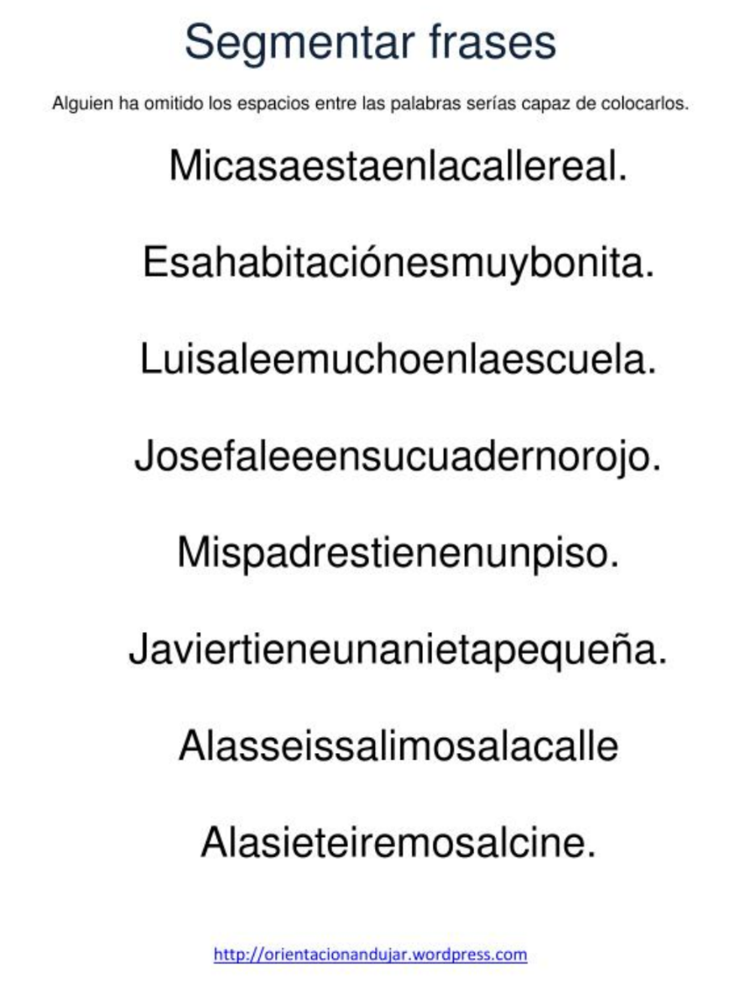 Segmentar frases
Alguien ha omitido los espacios entre las palabras serías capaz de colocarlos.
Micasaestaenlacallereal.
Esahabitaciónesmuybonita.
Luisaleemuchoenlaescuela.
Josefaleeensucuadernorojo.
Mispadrestienenunpiso.
Javiertieneunanietapequeña.
Alasseissalimosalacalle
Alasieteiremosalcine.
http://orientacionandujar.wordpress.com